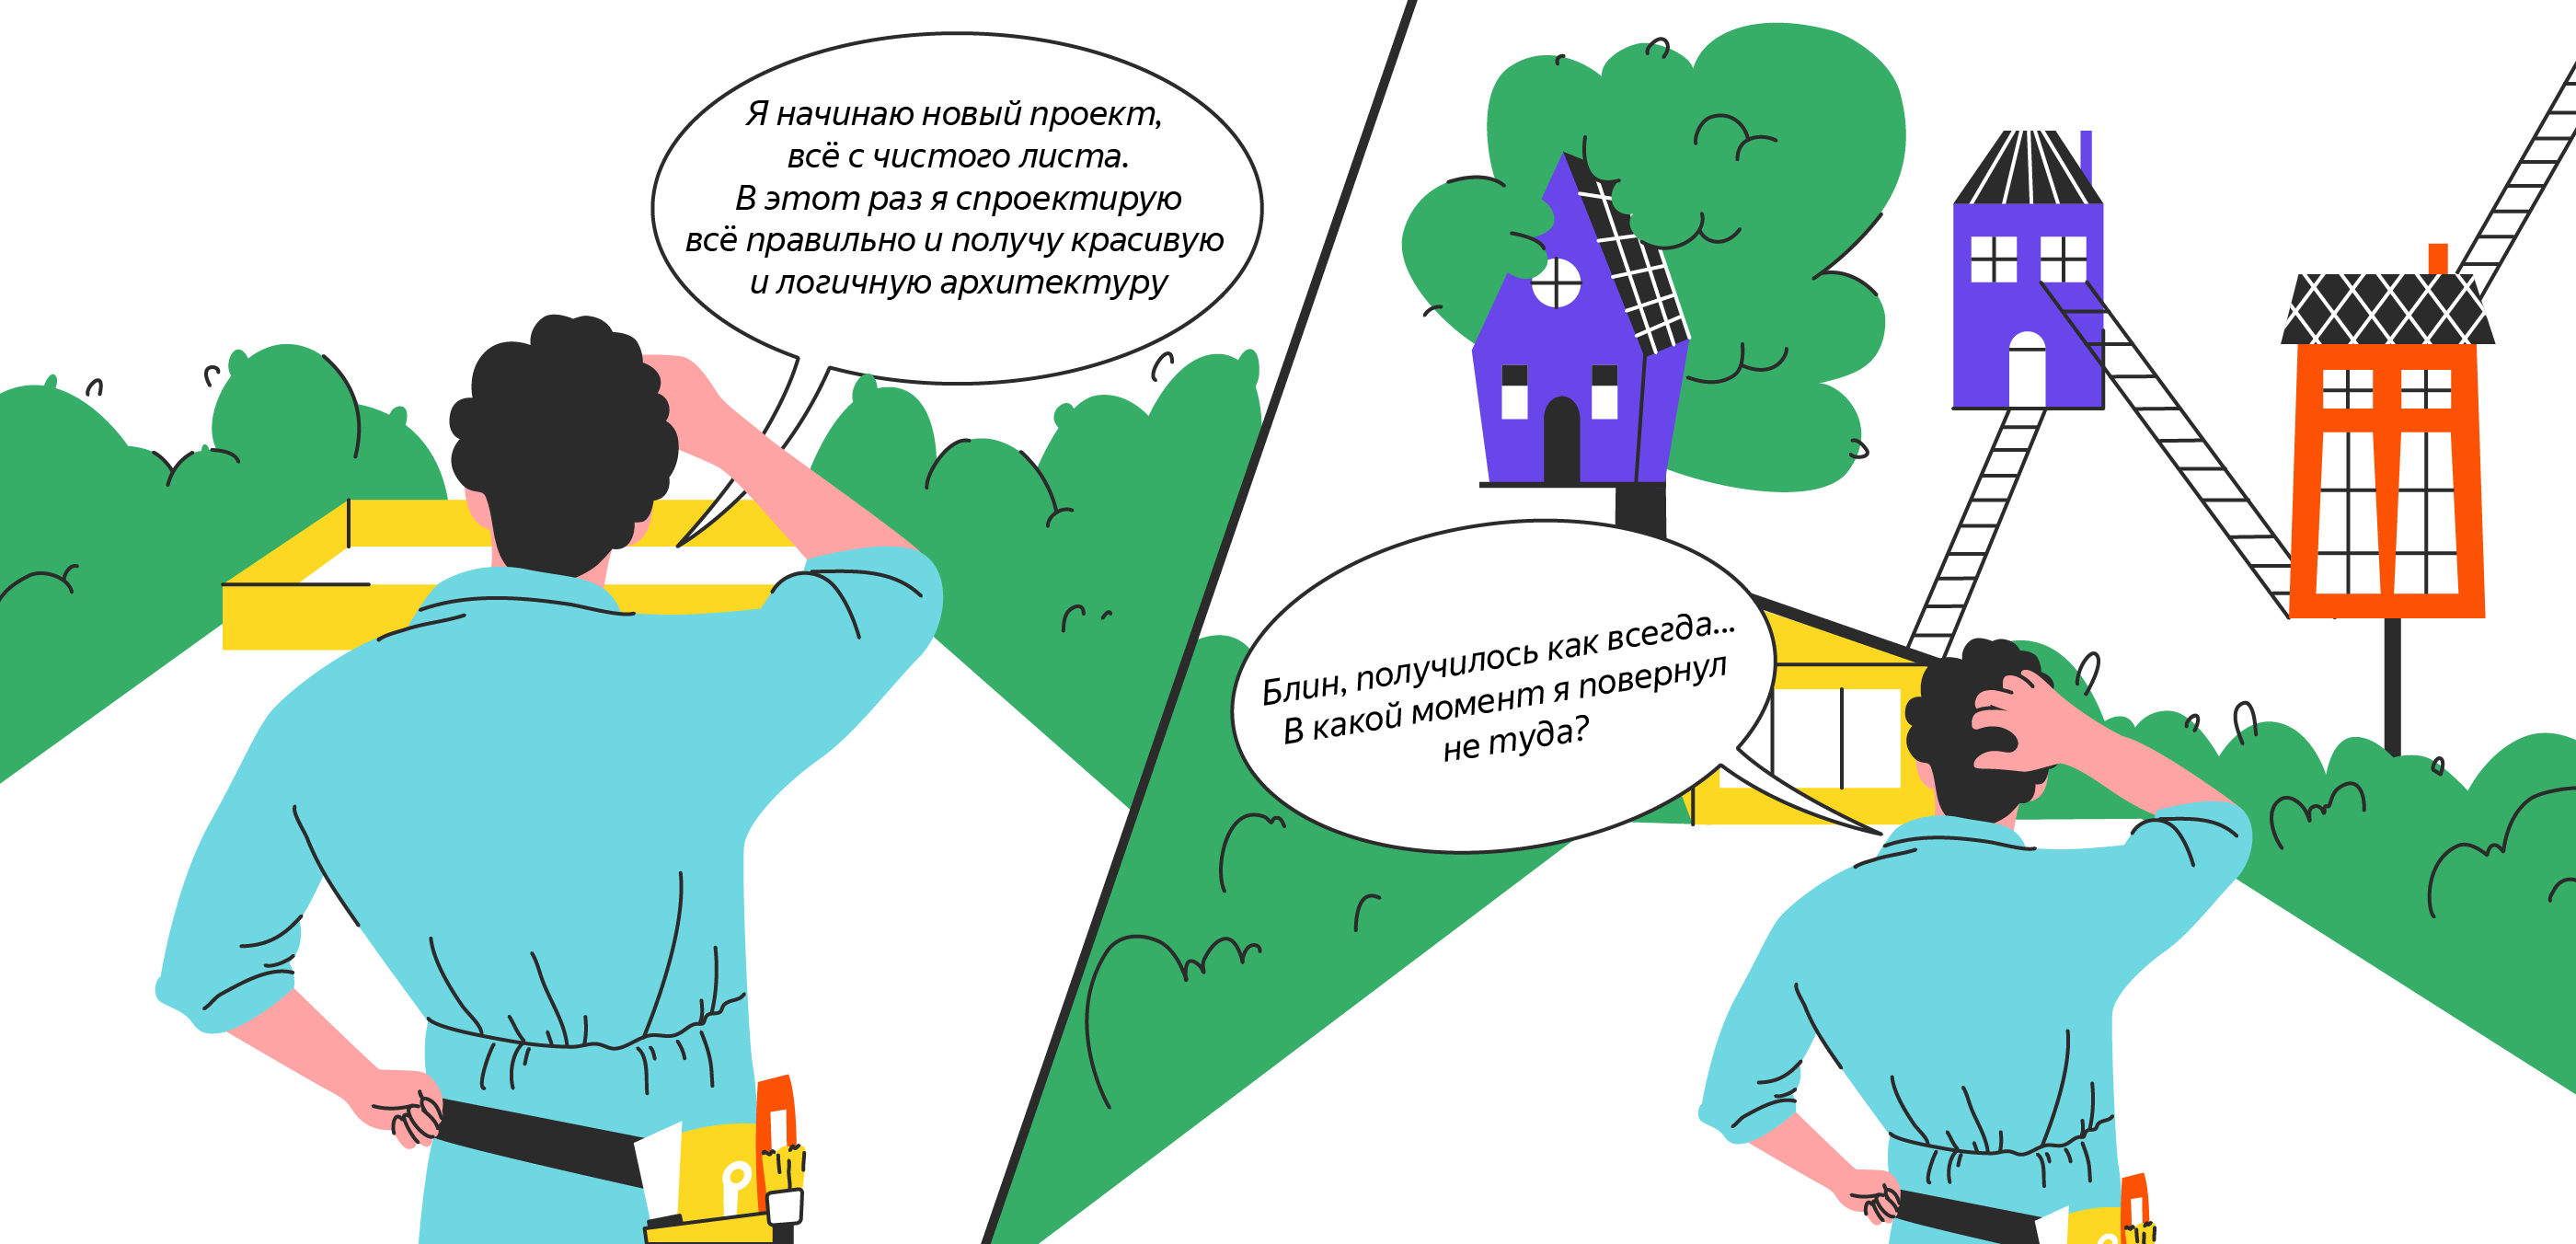 Я начинаю новый проект,
всё с чистого листа.
В этот раз я спроектирую
всё правильно и получу красивую
и логичную архитектуру
Блин, получилось как всегда...
В какой момент я повернул
не туда?